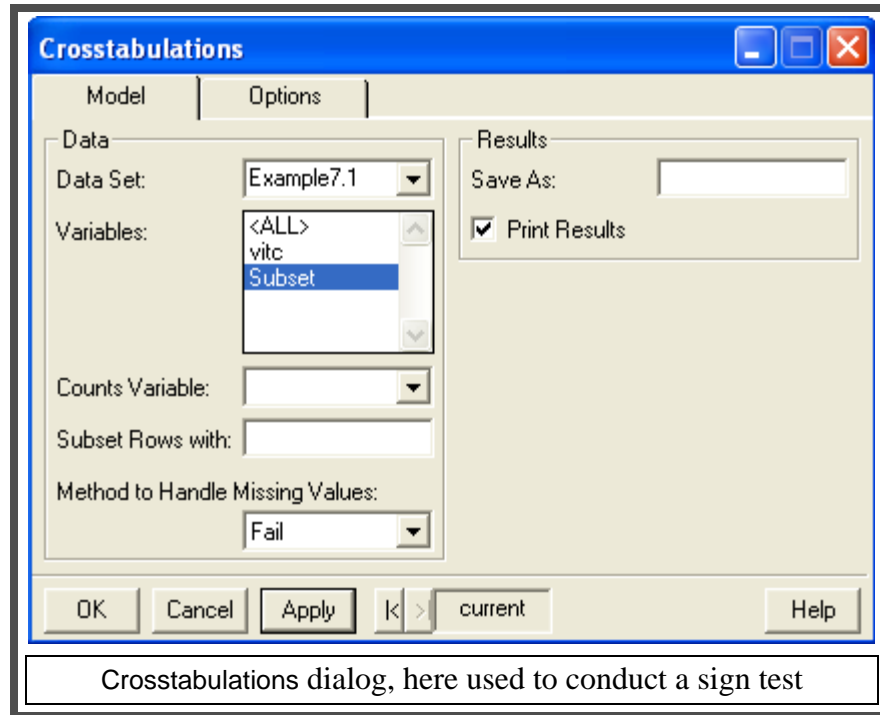 Crosstabulations
Model Options
Data
Data Set: Example7.1
Variables: <ALL>
vitc
Subset
Counts Variable:
Subset Rows with:
Method to Handle Missing Values:
Fail
Results
Save As:
Print Results
OK Cancel Apply |< >| current Help
Crosstabulations dialog, here used to conduct a sign test